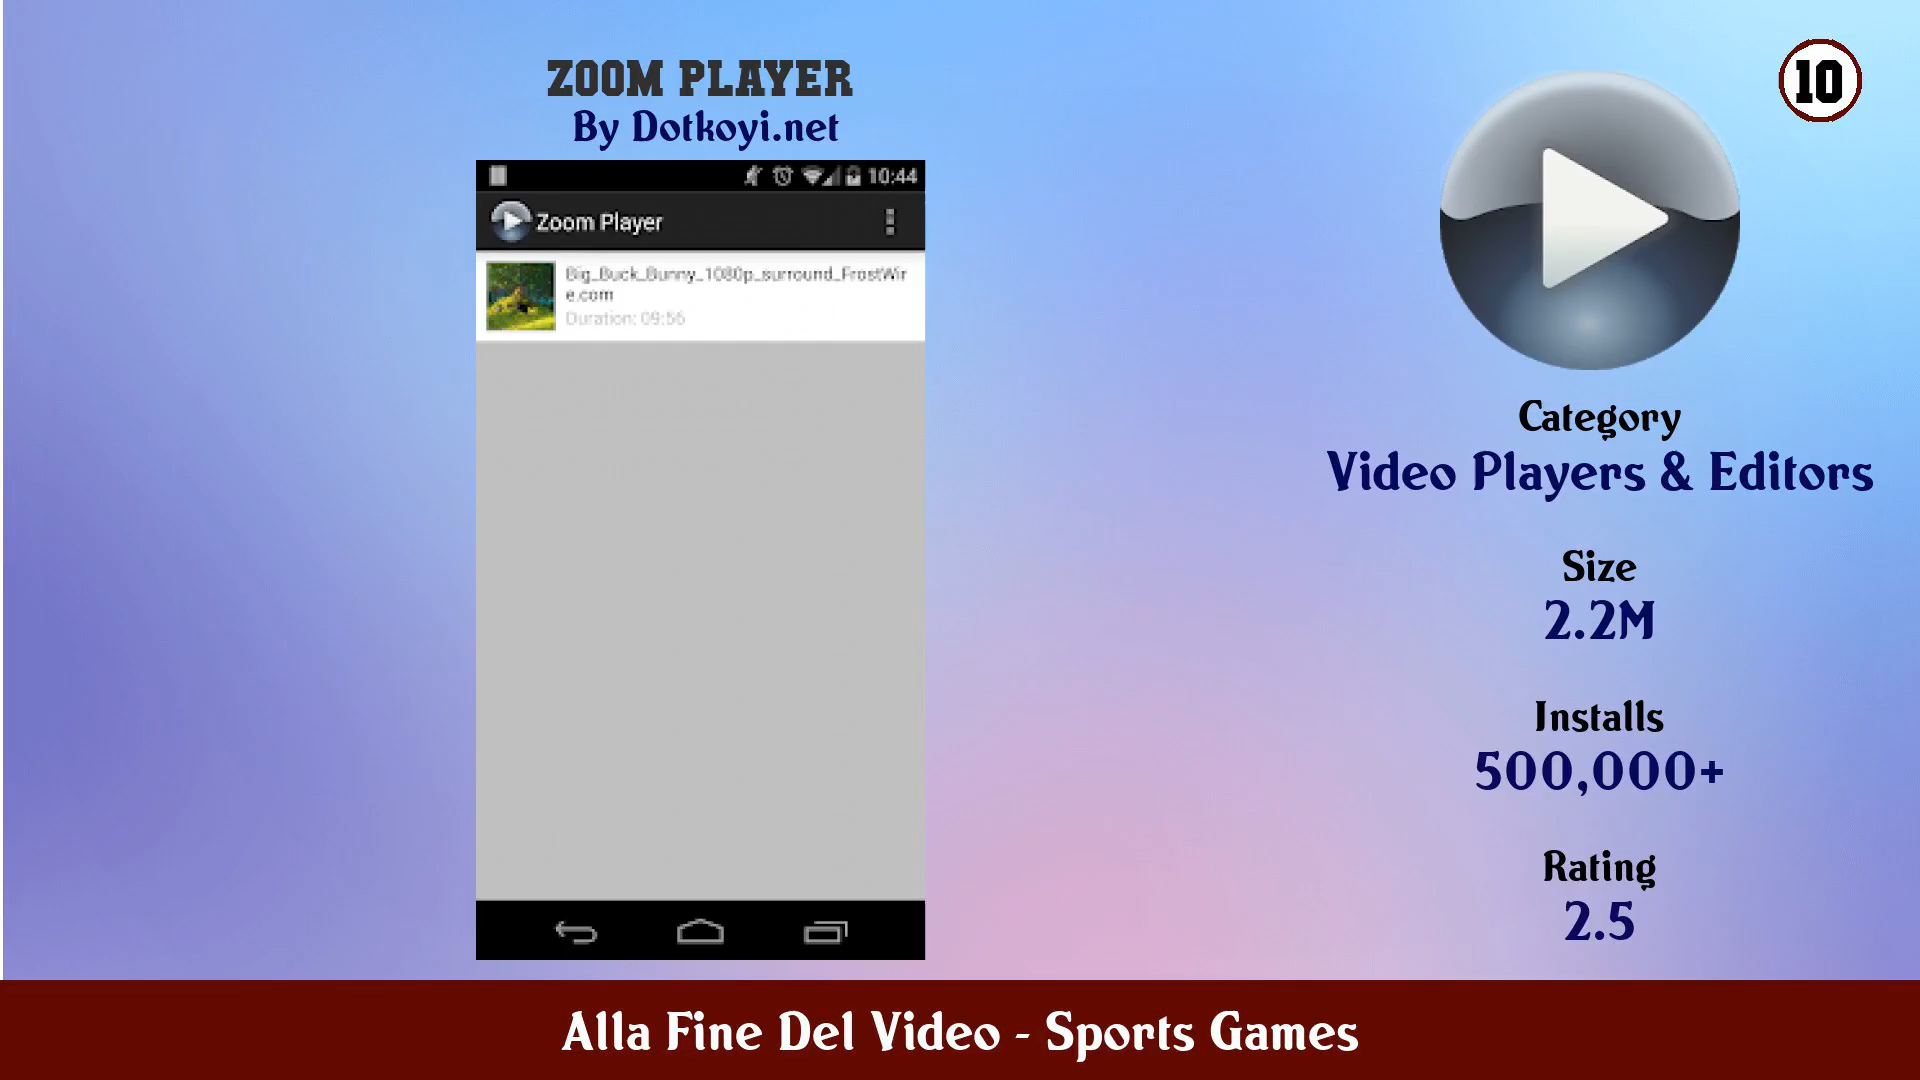 ZOOM PLAYER
By Dotkoyi.net
10:44
Zoom Player
Big_Buck_Bunny_1080p_surround_FrostWir
e.com
Duration: 09:56
10
Category
Video Players & Editors
Size
2.2M
Installs
500,000+
Rating
2.5
Alla Fine Del Video - Sports Games